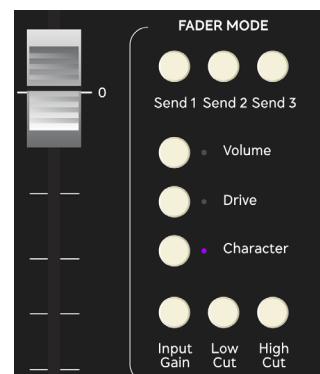 FADER MODE
Send 1 Send 2 Send 3
0
Volume
Drive
Character
Input Gain
Low Cut
High Cut